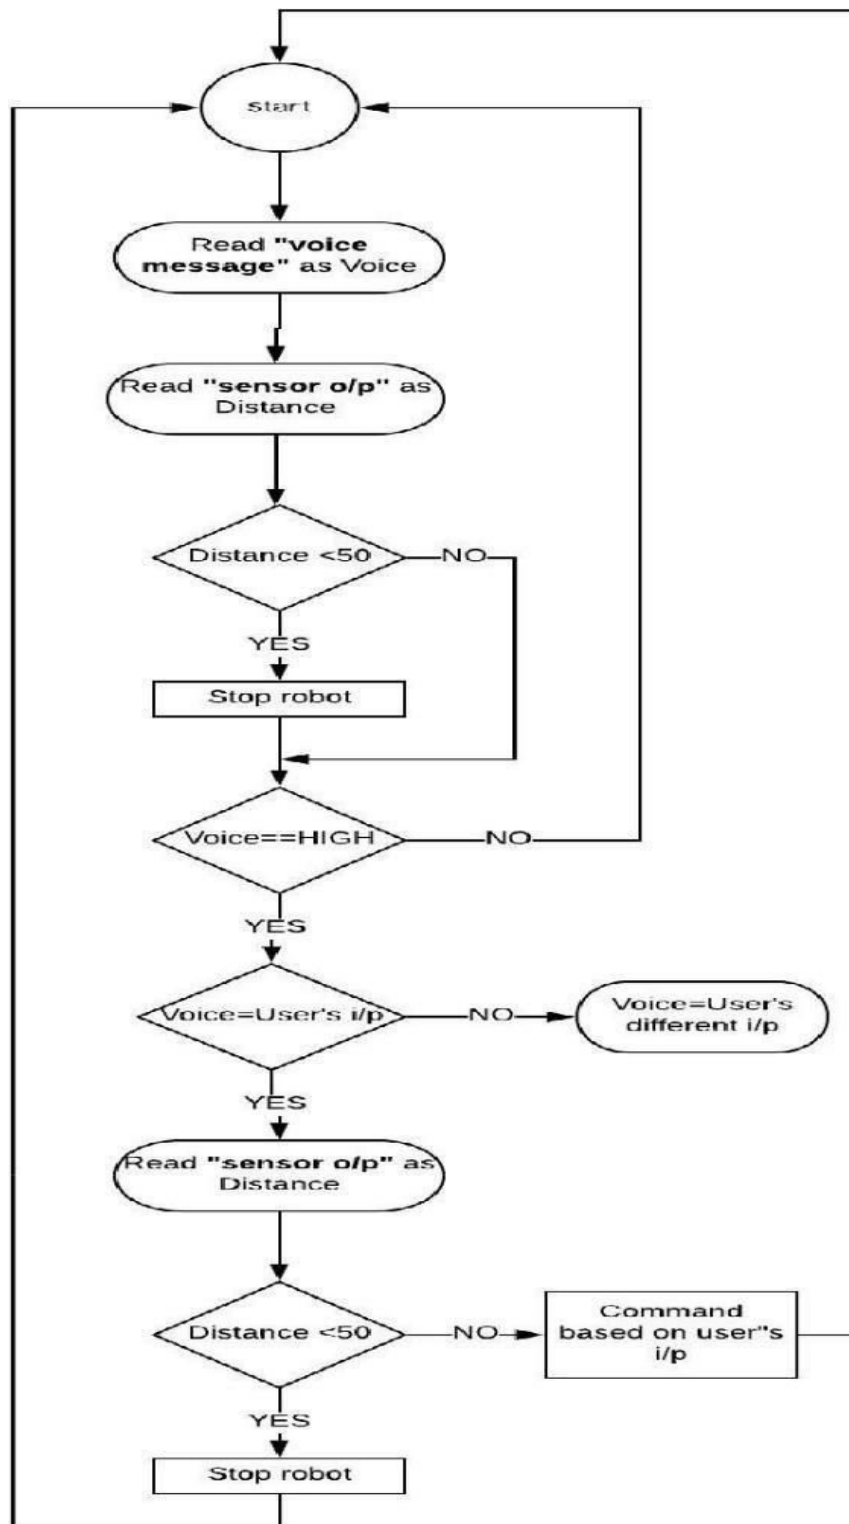 start
Read "voice
message" as Voice
Read "sensor o/p" as
Distance
Distance <50
NO
YES
Stop robot
Voice==HIGH
NO
YES
Voice=User's i/p
NO
Voice=User's
different i/p
YES
Read "sensor o/p" as
Distance
Distance <50
NO
Command
based on user"s
i/p
YES
Stop robot